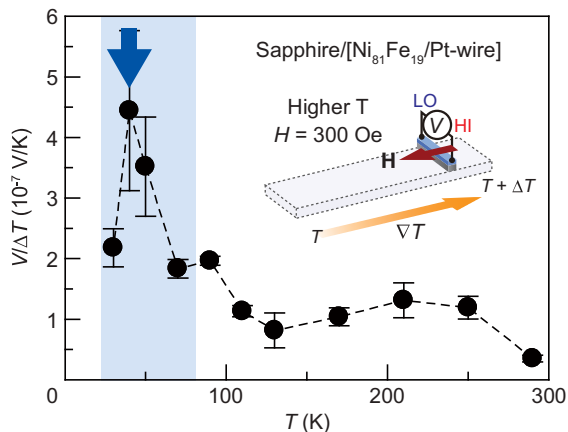 6
5
4
3
2
1
0
V/ΔT (10⁻⁷ V/K)
Sapphire/[Ni₈₁Fe₁₉/Pt-wire]
Higher T
H = 300 Oe
LO
V
HI
H
T + ΔT
T
∇T
100
200
300
T (K)